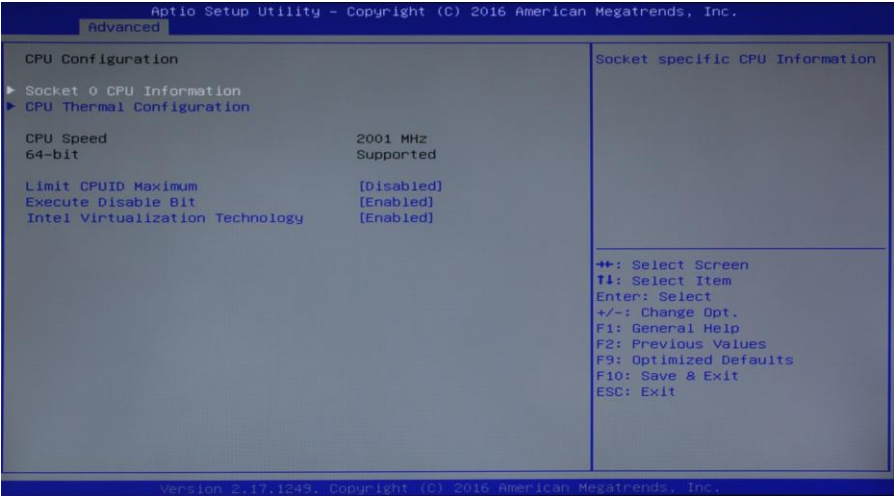 Aptio Setup Utility - Copyright (C) 2016 American Megatrends, Inc.
Advanced
CPU Configuration
Socket 0 CPU Information
CPU Thermal Configuration
CPU Speed 2001 MHz
64-bit Supported
Limit CPUID Maximum [Disabled]
Execute Disable Bit [Enabled]
Intel Virtualization Technology [Enabled]
Socket specific CPU Information
→←: Select Screen
↑↓: Select Item
Enter: Select
+/-: Change Opt.
F1: General Help
F2: Previous Values
F9: Optimized Defaults
F10: Save & Exit
ESC: Exit
Version 2.17.1249. Copyright (C) 2016 American Megatrends, Inc.